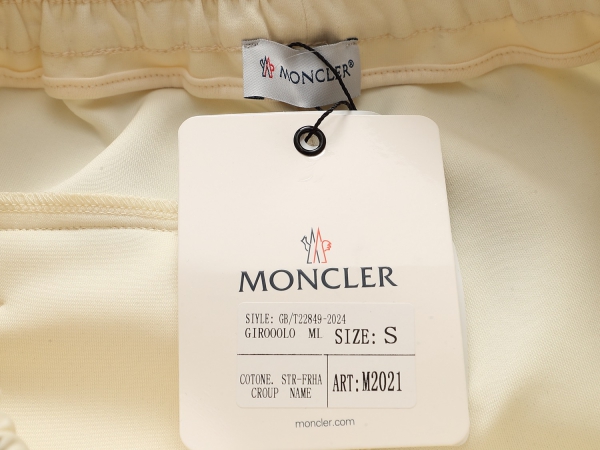 MONCLER®
MONCLER
SIYLE: GB/T22849-2024
GIROOOLO ML SIZE: S
COTONE. STR-FRHA
CROUP NAME
ART:M2021
moncler.com